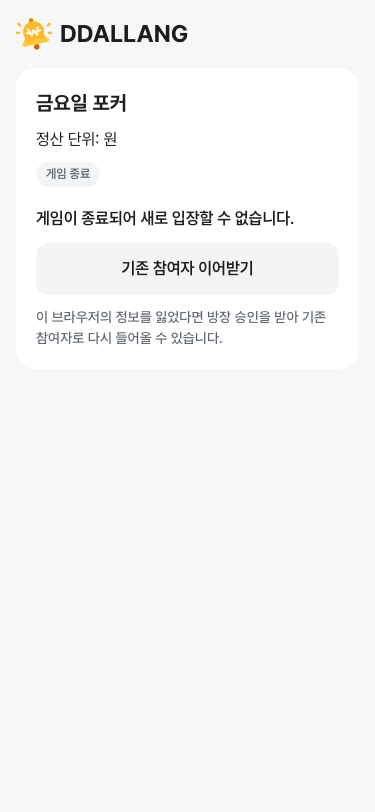 DDALLANG
금요일 포커
정산 단위: 원
게임 종료
게임이 종료되어 새로 입장할 수 없습니다.
기존 참여자 이어받기
이 브라우저의 정보를 잃었다면 방장 승인을 받아 기존
참여자로 다시 들어올 수 있습니다.